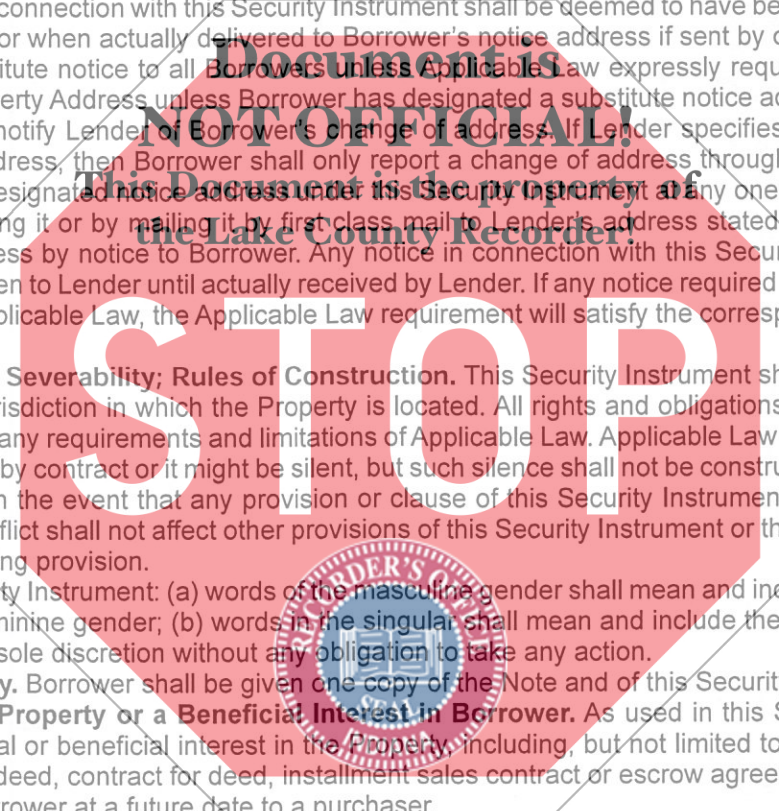 connection with this Security Instrument shall be deemed to have be
or when actually delivered to Borrower's notice address if sent by
Document is
itute notice to all Borrowers unless Applicable Law expressly requ
erty Address unless Borrower has designated a substitute notice ad
NOT OFFICIAL!
notify Lender of Borrower's change of address. If Lender specifies
dress, then Borrower shall only report a change of address through
This Document is the property of
esignated notice address under this Security Instrument at any one
ng it or by mailing it by first class mail to Lender's address stated
the Lake County Recorder!
ess by notice to Borrower. Any notice in connection with this Secur
en to Lender until actually received by Lender. If any notice required
plicable Law, the Applicable Law requirement will satisfy the corresp
STOP
Severability; Rules of Construction. This Security Instrument sh
risdiction in which the Property is located. All rights and obligations
any requirements and limitations of Applicable Law. Applicable Law
by contract or it might be silent, but such silence shall not be constru
n the event that any provision or clause of this Security Instrumen
flict shall not affect other provisions of this Security Instrument or th
ng provision.
ty Instrument: (a) words of the masculine gender shall mean and inc
minine gender; (b) words in the singular shall mean and include the
sole discretion without any obligation to take any action.
RECORDER'S OFFICE
SEAL
INDIANA
y. Borrower shall be given one copy of the Note and of this Securit
Property or a Beneficial Interest in Borrower. As used in this S
al or beneficial interest in the Property, including, but not limited to
deed, contract for deed, installment sales contract or escrow agree
rrower at a future date to a purchaser.